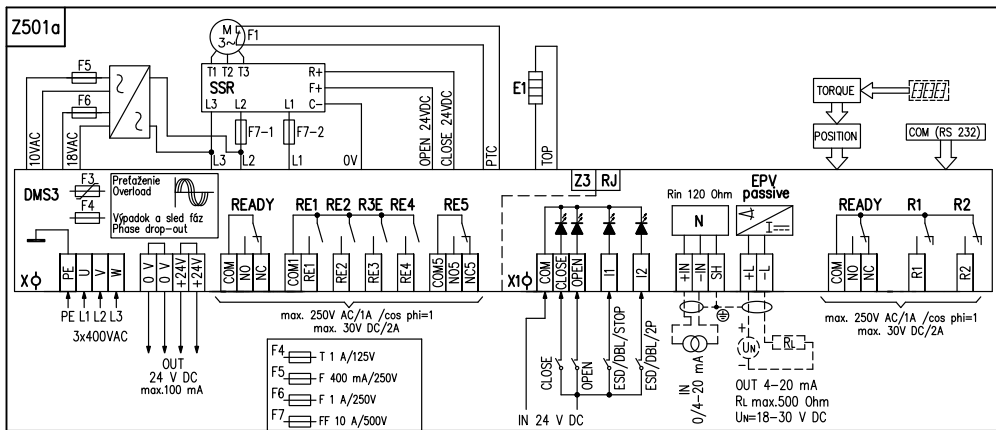 Z501a
M
3~
F1
T1 T2 T3
SSR
R+
F+
C-
L3 L2 L1
F5
F6
10VAC
18VAC
F7-1
F7-2
L3
L2
L1
0V
OPEN 24VDC
CLOSE 24VDC
PTC
E1
TOP
TORQUE
POSITION
COM (RS 232)
DMS3
F3
F4
Preťaženie
Overload
Výpadok a sled fáz
Phase drop-out
READY
RE1 RE2 R3E RE4
RE5
Z3 RJ
Rin 120 Ohm
N
EPV
passive
READY
R1
R2
X
PE
U
V
W
0 V
0 V
+24V
+24V
COM
NO
NC
COM1
RE1
RE2
RE3
RE4
COM5
NO5
NC5
X1
COM
CLOSE
OPEN
I1
I2
+IN
-IN
SH
+L
-L
COM
NO
NC
R1
R2
PE L1 L2 L3
3x400VAC
OUT
24 V DC
max.100 mA
max. 250V AC/1A /cos phi=1
max. 30V DC/2A
F4 T 1 A/125V
F5 F 400 mA/250V
F6 F 1 A/250V
F7 FF 10 A/500V
CLOSE
OPEN
ESD/DBL/STOP
ESD/DBL/2P
IN 24 V DC
IN
0/4-20 mA
+
UN
-
RL
OUT 4-20 mA
RL max.500 Ohm
UN=18-30 V DC
max. 250V AC/1A /cos phi=1
max. 30V DC/2A